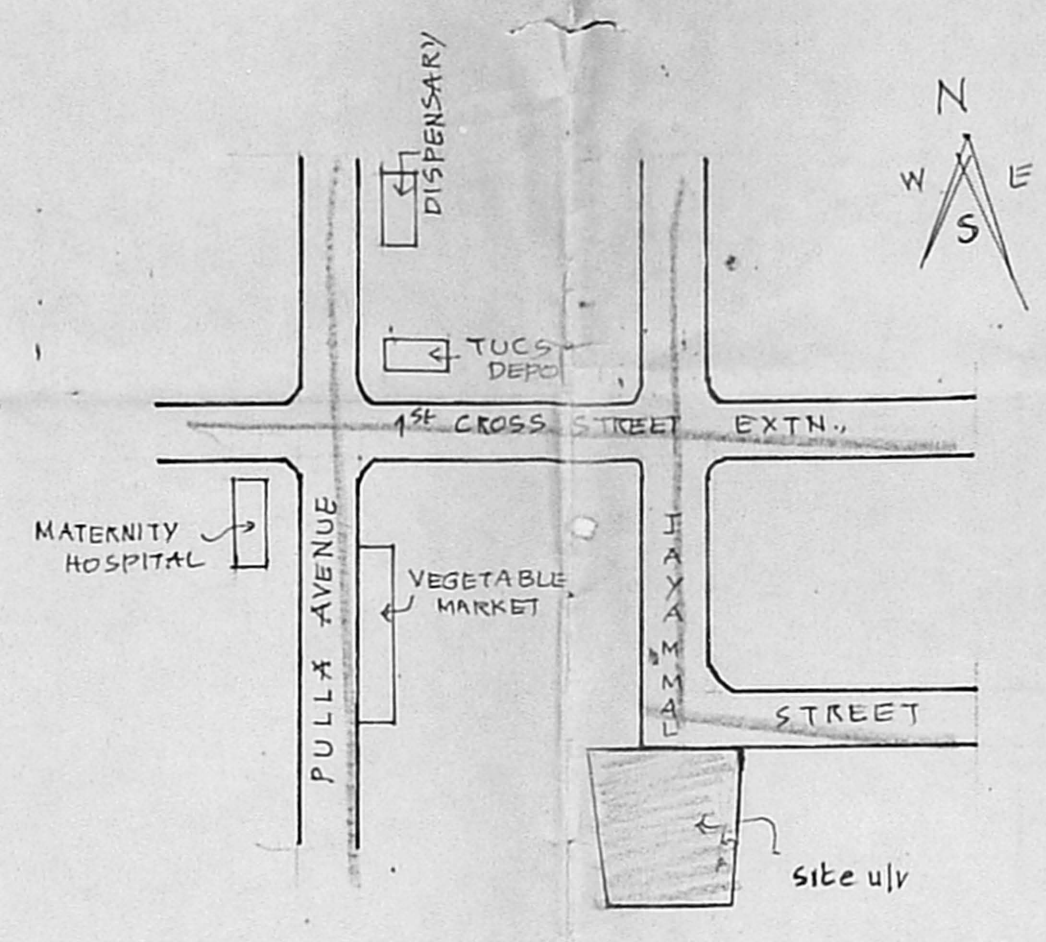 DISPENSARY
N
W
E
S
TUCS
DEPO
1ST CROSS STREET EXTN.,
MATERNITY
HOSPITAL
PULLA AVENUE
VEGETABLE
MARKET
JAYAMMAL
STREET
site u/r